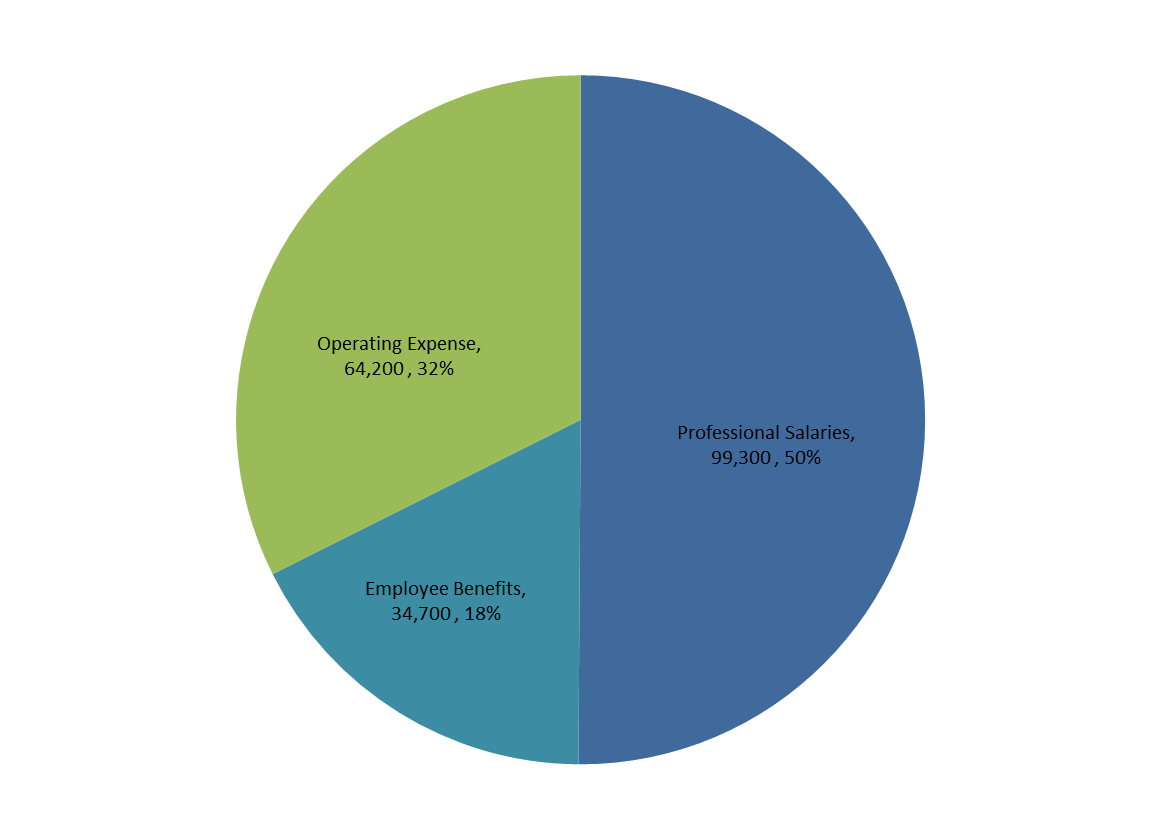 Operating Expense,
64,200 , 32%
Professional Salaries,
99,300 , 50%
Employee Benefits,
34,700 , 18%